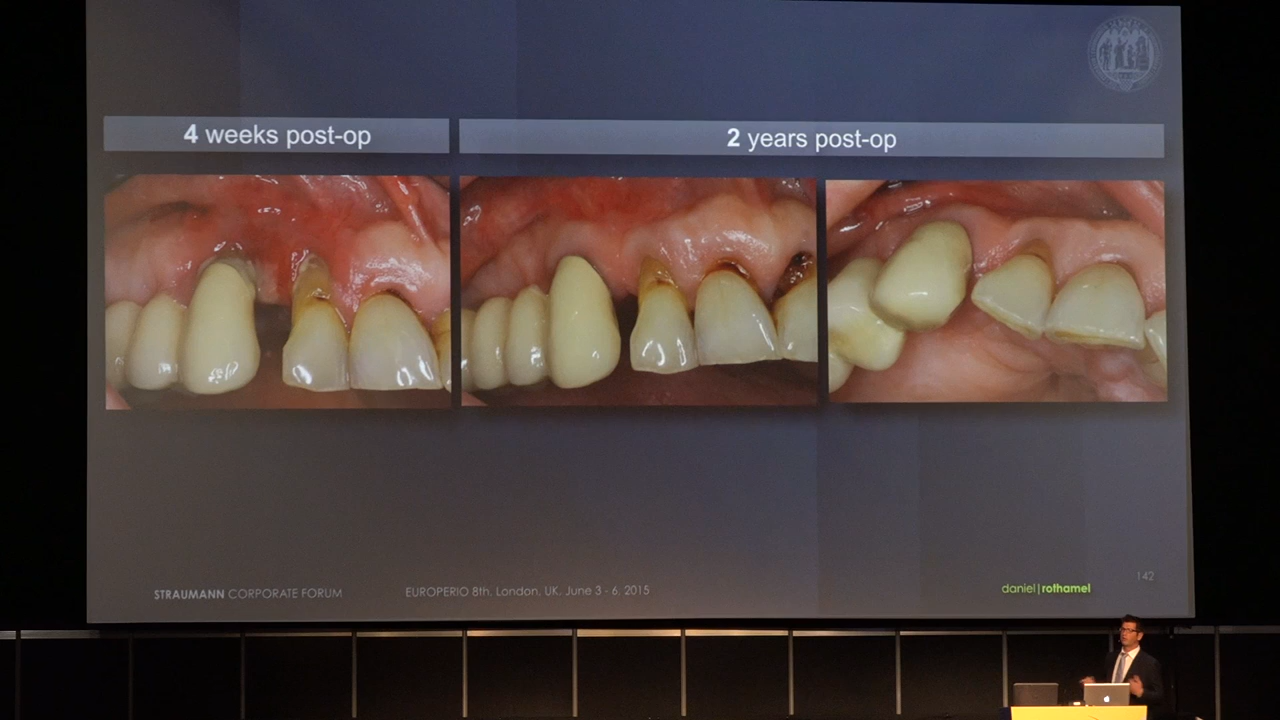 4 weeks post-op
2 years post-op
142
STRAUMANN CORPORATE FORUM
EUROPERIO 8th. London, UK. June 3 - 6, 2015
daniel|rothamel